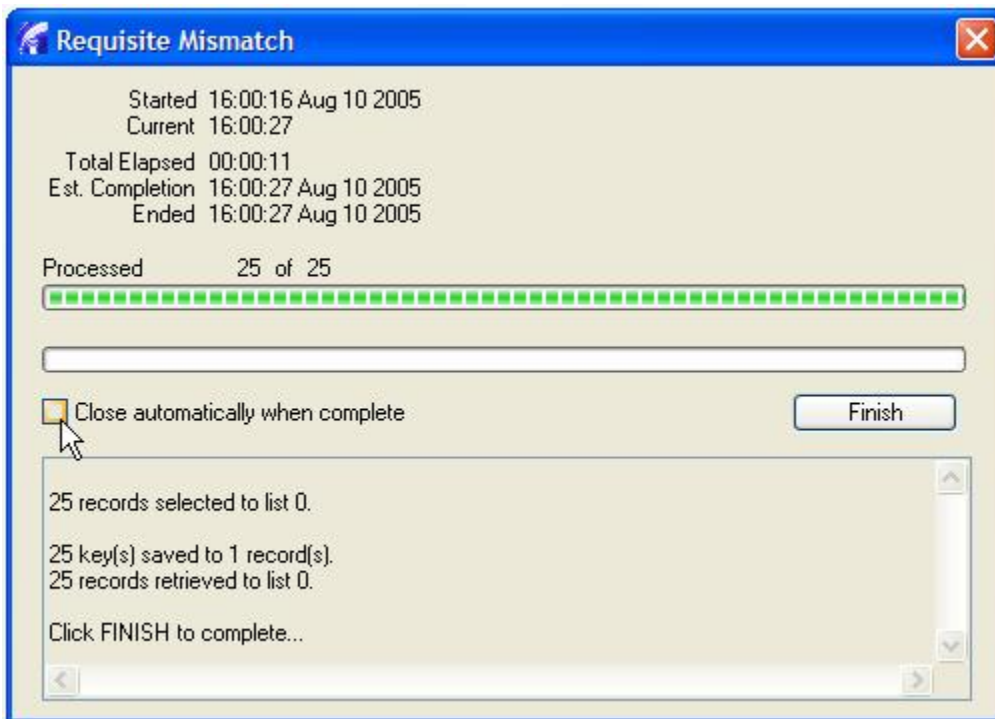 Requisite Mismatch
Started 16:00:16 Aug 10 2005
Current 16:00:27
Total Elapsed 00:00:11
Est. Completion 16:00:27 Aug 10 2005
Ended 16:00:27 Aug 10 2005
Processed 25 of 25
Close automatically when complete Finish
25 records selected to list 0.
25 key(s) saved to 1 record(s).
25 records retrieved to list 0.
Click FINISH to complete...